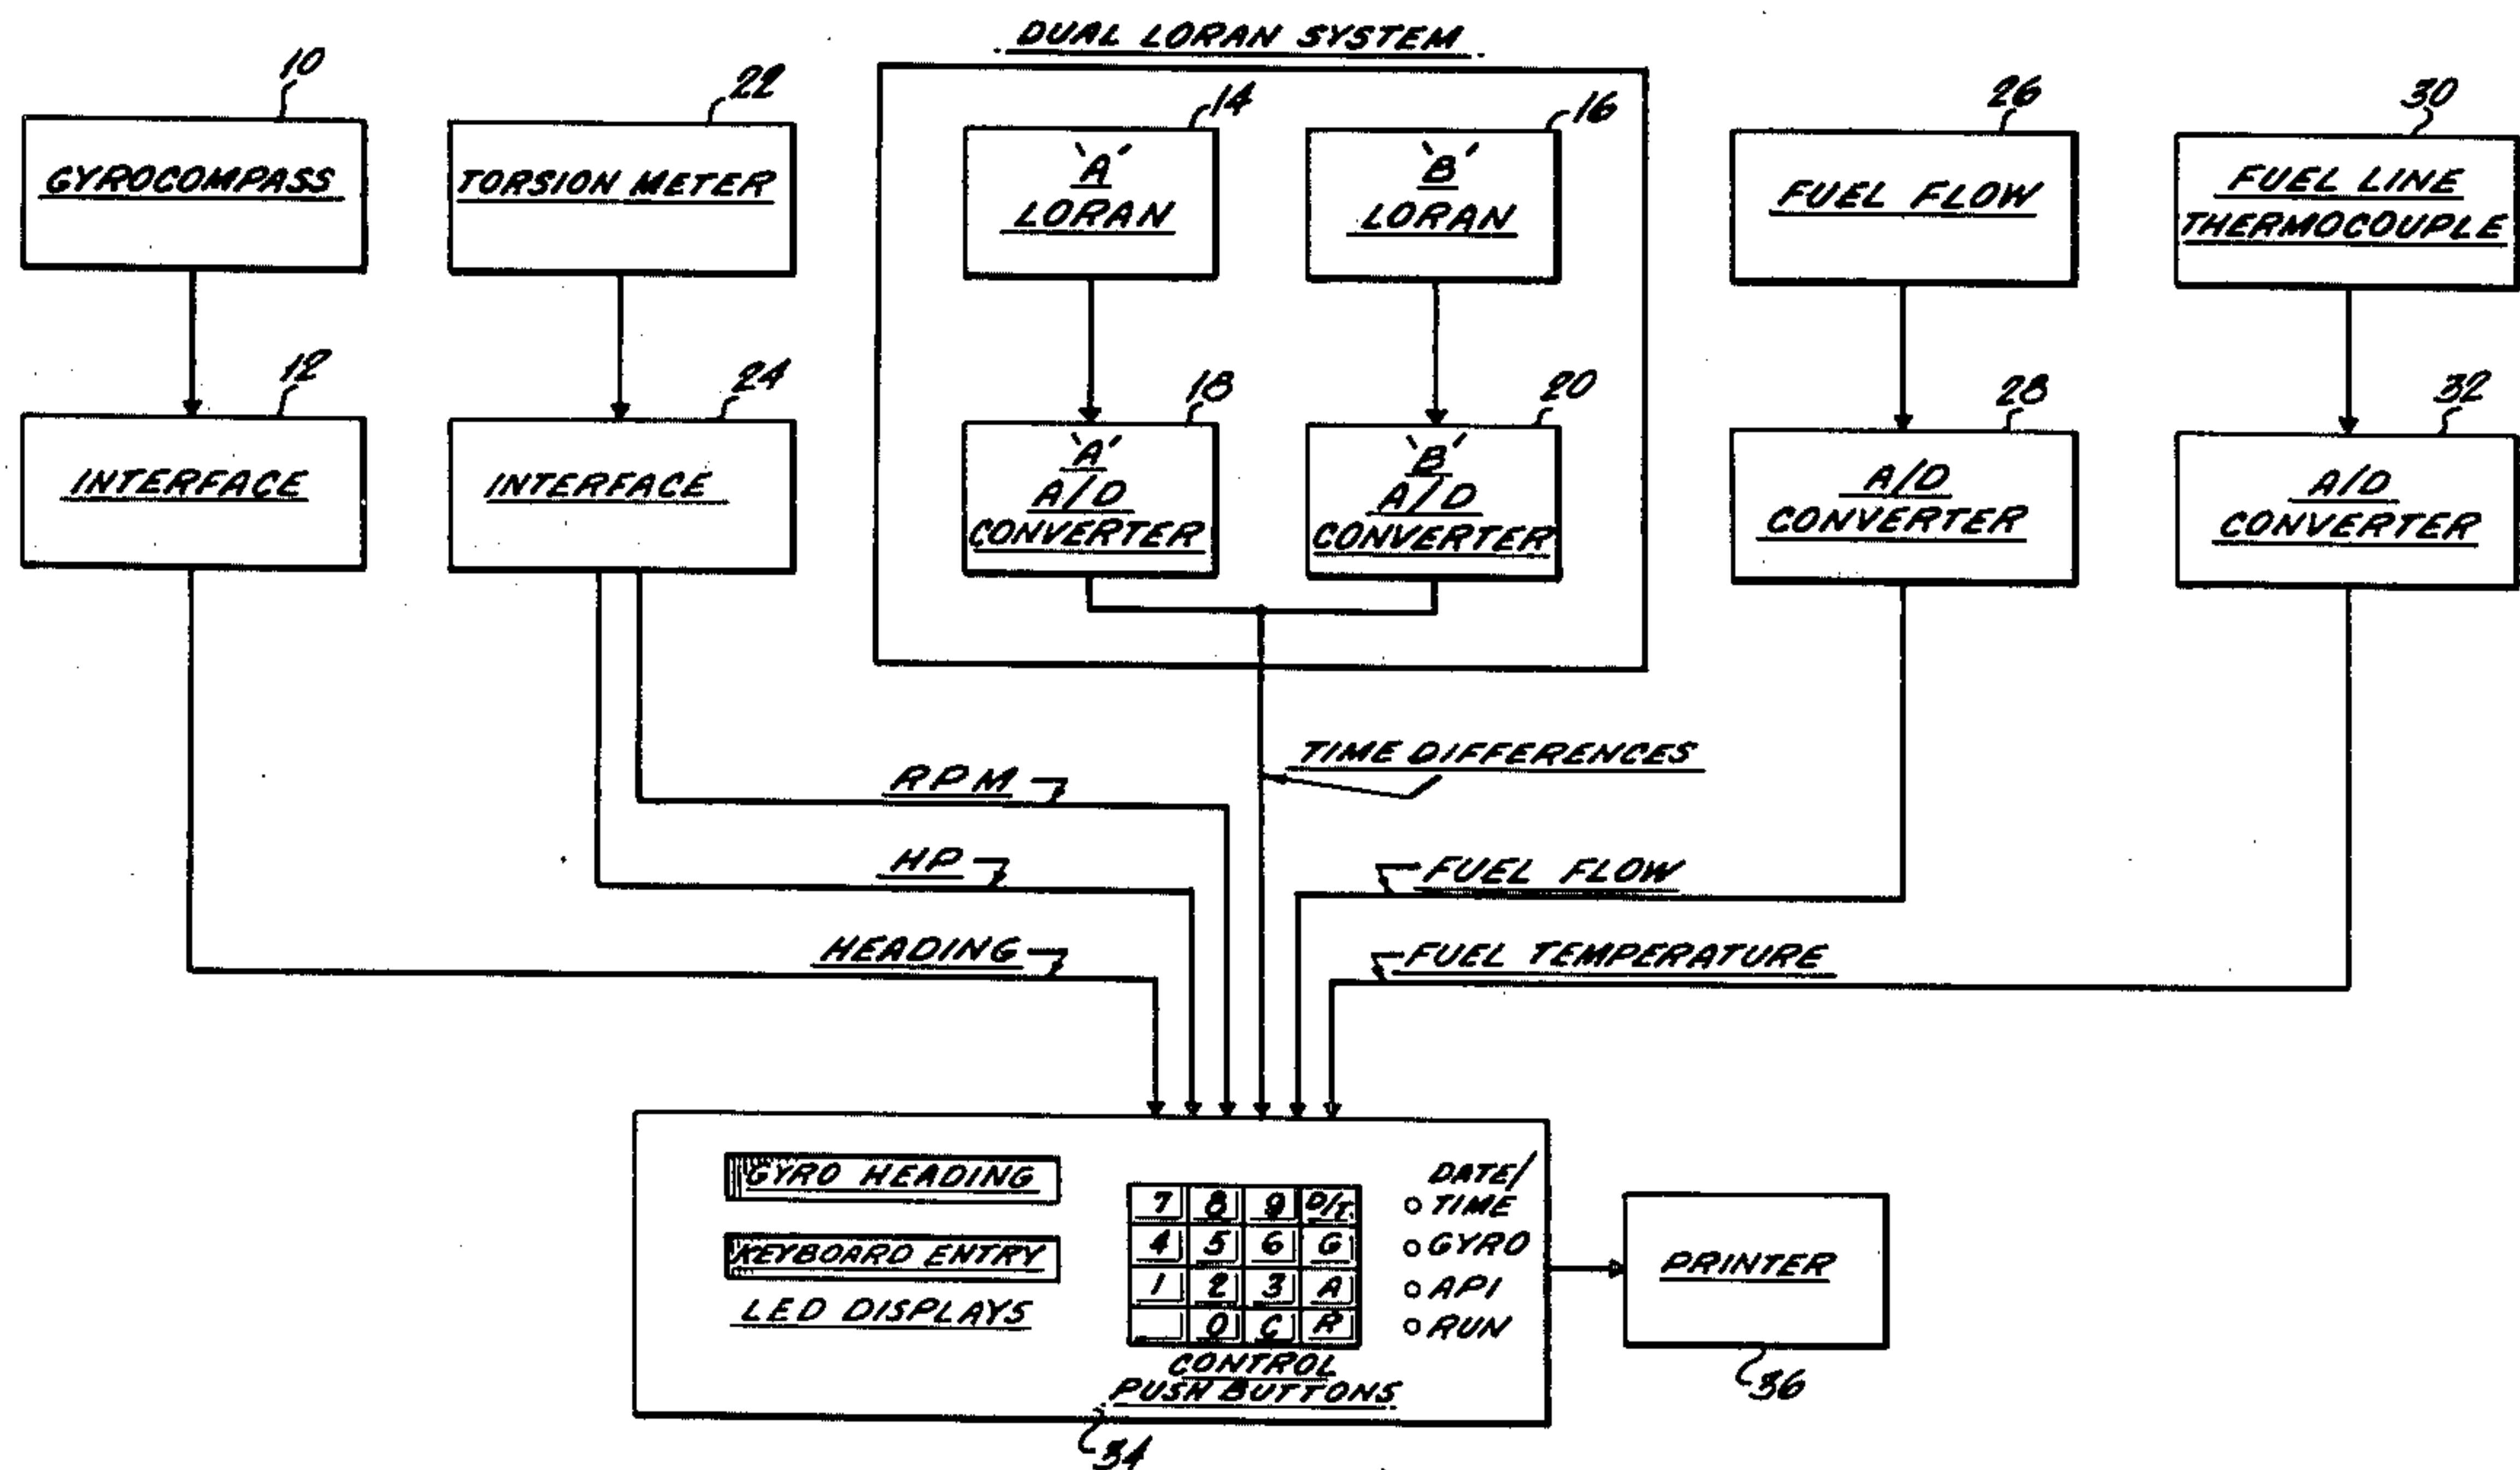 DUAL LORAN SYSTEM
10
22
14
16
26
30
GYROCOMPASS
TORSION METER
'A'
LORAN
'B'
LORAN
FUEL FLOW
FUEL LINE
THERMOCOUPLE
12
24
18
20
28
32
INTERFACE
INTERFACE
'A'
A/D
CONVERTER
'B'
A/D
CONVERTER
A/D
CONVERTER
A/D
CONVERTER
TIME DIFFERENCES
RPM
HP
FUEL FLOW
HEADING
FUEL TEMPERATURE
GYRO HEADING
KEYBOARD ENTRY
LED DISPLAYS
7 8 9 D/T
4 5 6 G
1 2 3 A
0 C R
CONTROL
PUSH BUTTONS
DATE/
TIME
GYRO
API
RUN
PRINTER
36
34